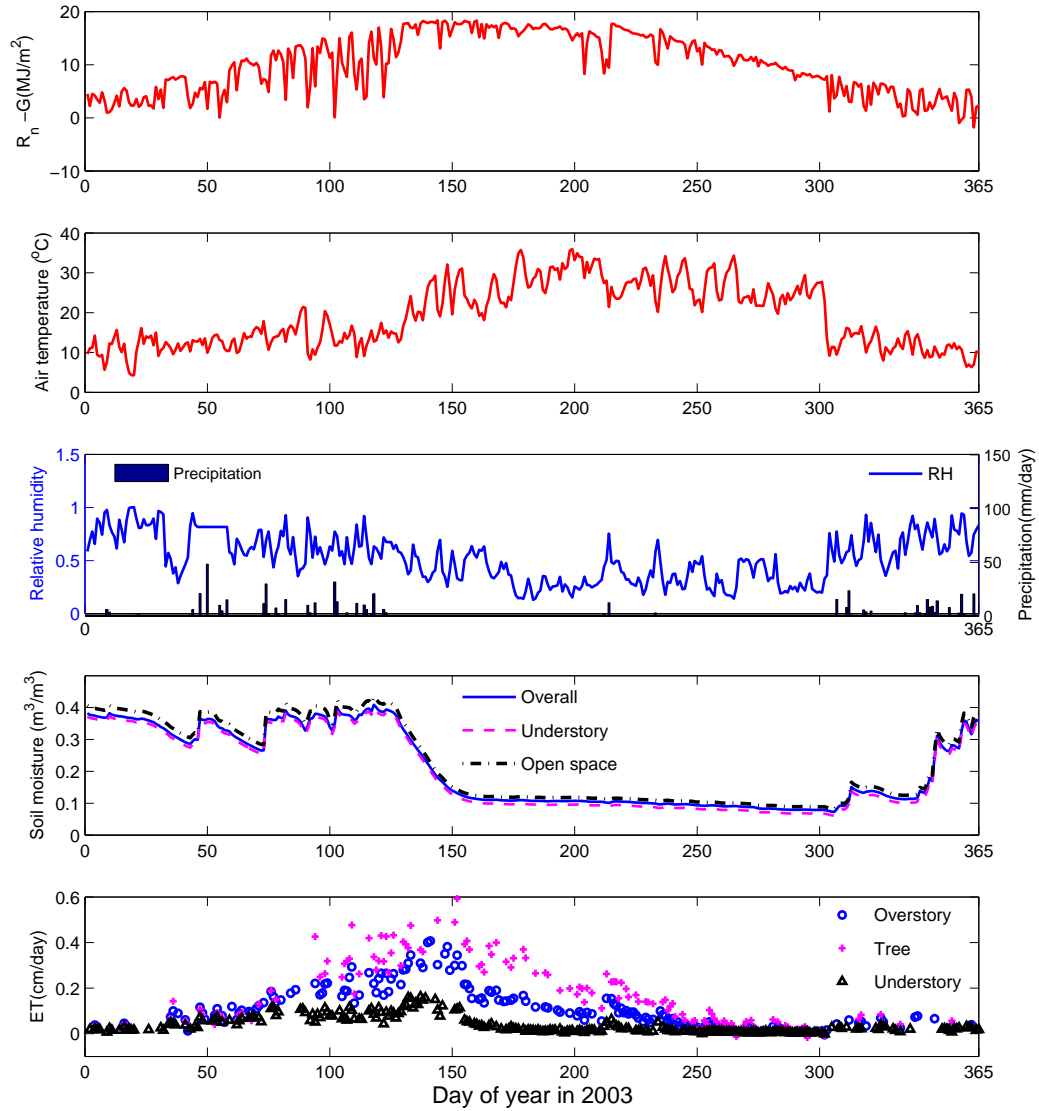 20
10
0
−10
R_n −G(MJ/m^2)
0 50 100 150 200 250 300 365
40
30
20
10
0
Air temperature (^oC)
0 50 100 150 200 250 300 365
1.5
1
0.5
0
Relative humidity
Precipitation
RH
150
100
50
0
Precipitation(mm/day)
0 365
0.4
0.3
0.2
0.1
0
Soil moisture (m^3/m^3)
Overall
Understory
Open space
0 50 100 150 200 250 300 365
0.6
0.4
0.2
0
ET(cm/day)
Overstory
Tree
Understory
0 50 100 150 200 250 300 365
Day of year in 2003